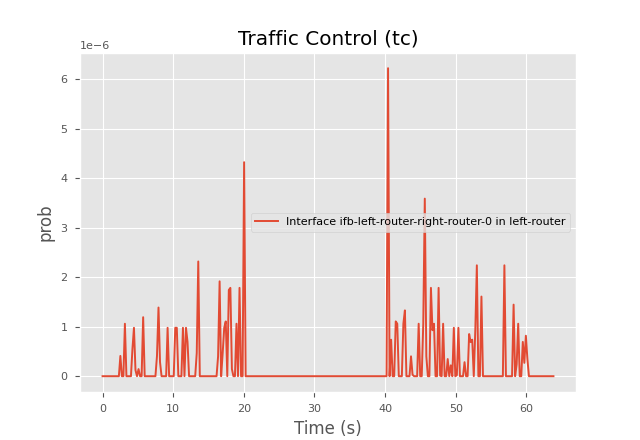 Traffic Control (tc)
1e−6
6
5
4
3
2
1
0
prob
Interface ifb-left-router-right-router-0 in left-router
0 10 20 30 40 50 60
Time (s)